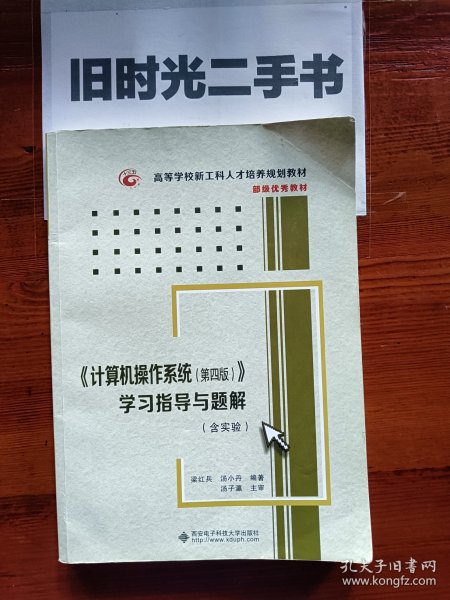 旧时光二手书
高等学校新工科人才培养规划教材
部级优秀教材
《计算机操作系统(第四版)》
学习指导与题解
(含实验)
梁红兵 汤小丹 编著
汤子瀛 主审
西安电子科技大学出版社
http://www.xduph.com
孔夫子旧书网
www.kongfz.com